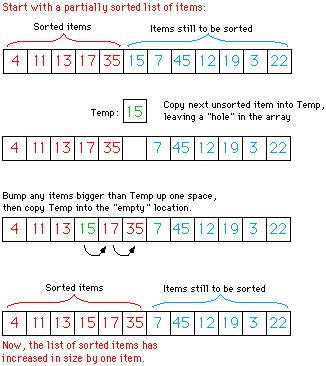 Start with a partially sorted list of items:
Sorted items Items still to be sorted
4 11 13 17 35 15 7 45 12 19 3 22
Temp: 15 Copy next unsorted item into Temp,
leaving a "hole" in the array
4 11 13 17 35 7 45 12 19 3 22
Bump any items bigger than Temp up one space,
then copy Temp into the "empty" location.
4 11 13 15 17 35 7 45 12 19 3 22
Sorted items Items still to be sorted
4 11 13 15 17 35 7 45 12 19 3 22
Now, the list of sorted items has
increased in size by one item.